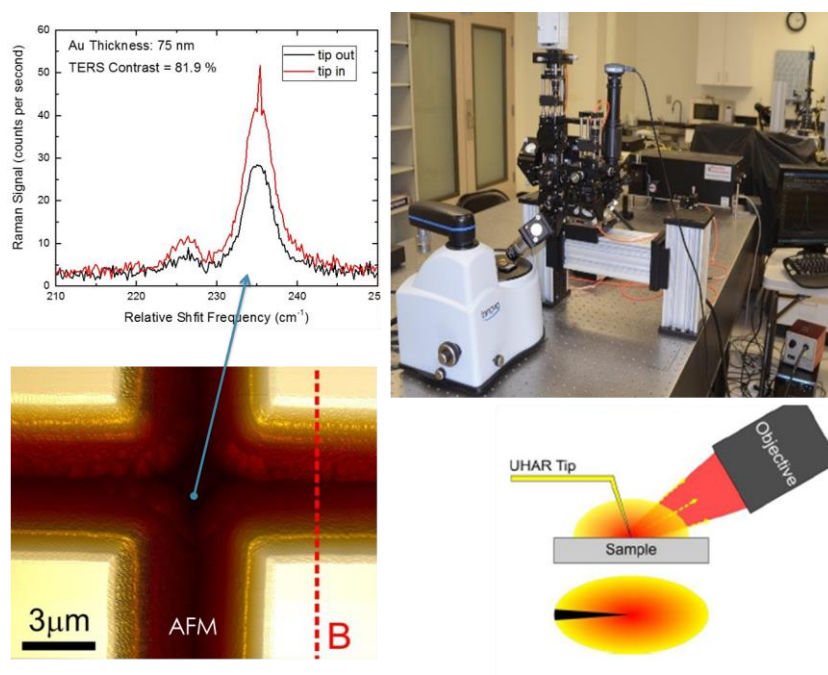 Au Thickness: 75 nm
TERS Contrast = 81.9 %
tip out
tip in
60
50
40
30
20
10
0
Raman Signal (counts per second)
210 220 230 240 25
Relative Shfit Frequency (cm⁻¹)
3μm
AFM
B
UHAR Tip
Objective
Sample